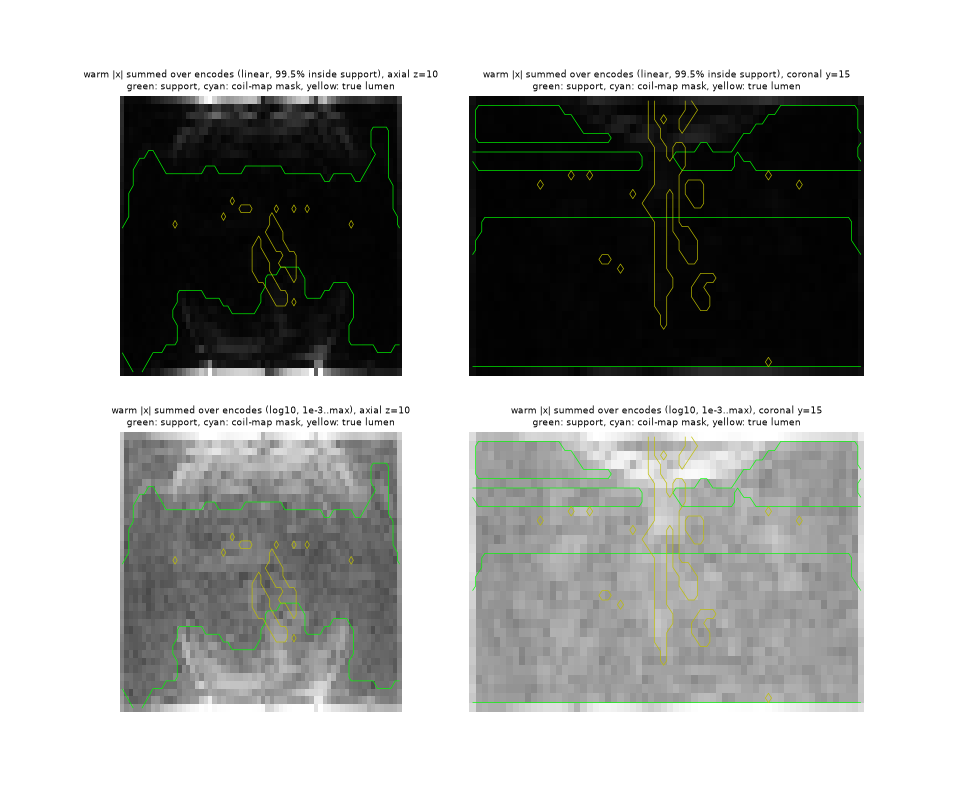 warm |x| summed over encodes (linear, 99.5% inside support), axial z=10
green: support, cyan: coil-map mask, yellow: true lumen
warm |x| summed over encodes (linear, 99.5% inside support), coronal y=15
green: support, cyan: coil-map mask, yellow: true lumen
warm |x| summed over encodes (log10, 1e-3..max), axial z=10
green: support, cyan: coil-map mask, yellow: true lumen
warm |x| summed over encodes (log10, 1e-3..max), coronal y=15
green: support, cyan: coil-map mask, yellow: true lumen